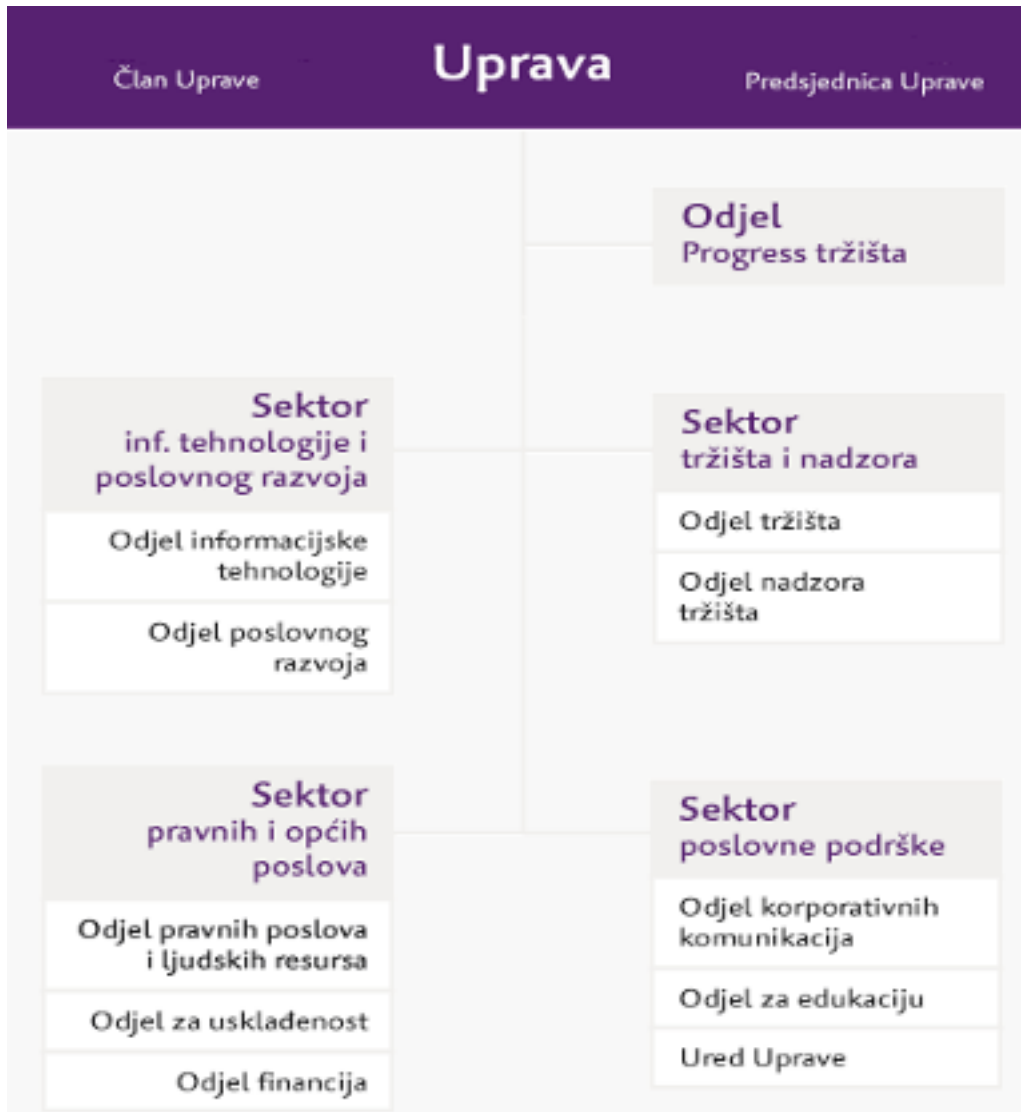 Uprava
Član Uprave
Predsjednica Uprave
Odjel
Progress tržišta
Sektor
inf. tehnologije i
poslovnog razvoja
Odjel informacijske
tehnologije
Odjel poslovnog
razvoja
Sektor
tržišta i nadzora
Odjel tržišta
Odjel nadzora
tržišta
Sektor
pravnih i općih
poslova
Odjel pravnih poslova
i ljudskih resursa
Odjel za usklađenost
Odjel financija
Sektor
poslovne podrške
Odjel korporativnih
komunikacija
Odjel za edukaciju
Ured Uprave